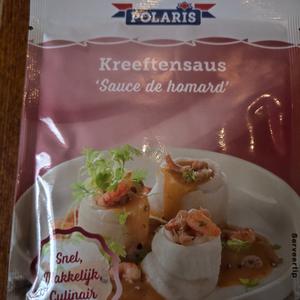 POLARIS
Kreeftensaus
'Sauce de homard'
Snel,
Makkelijk,
Culinair
Serveertip